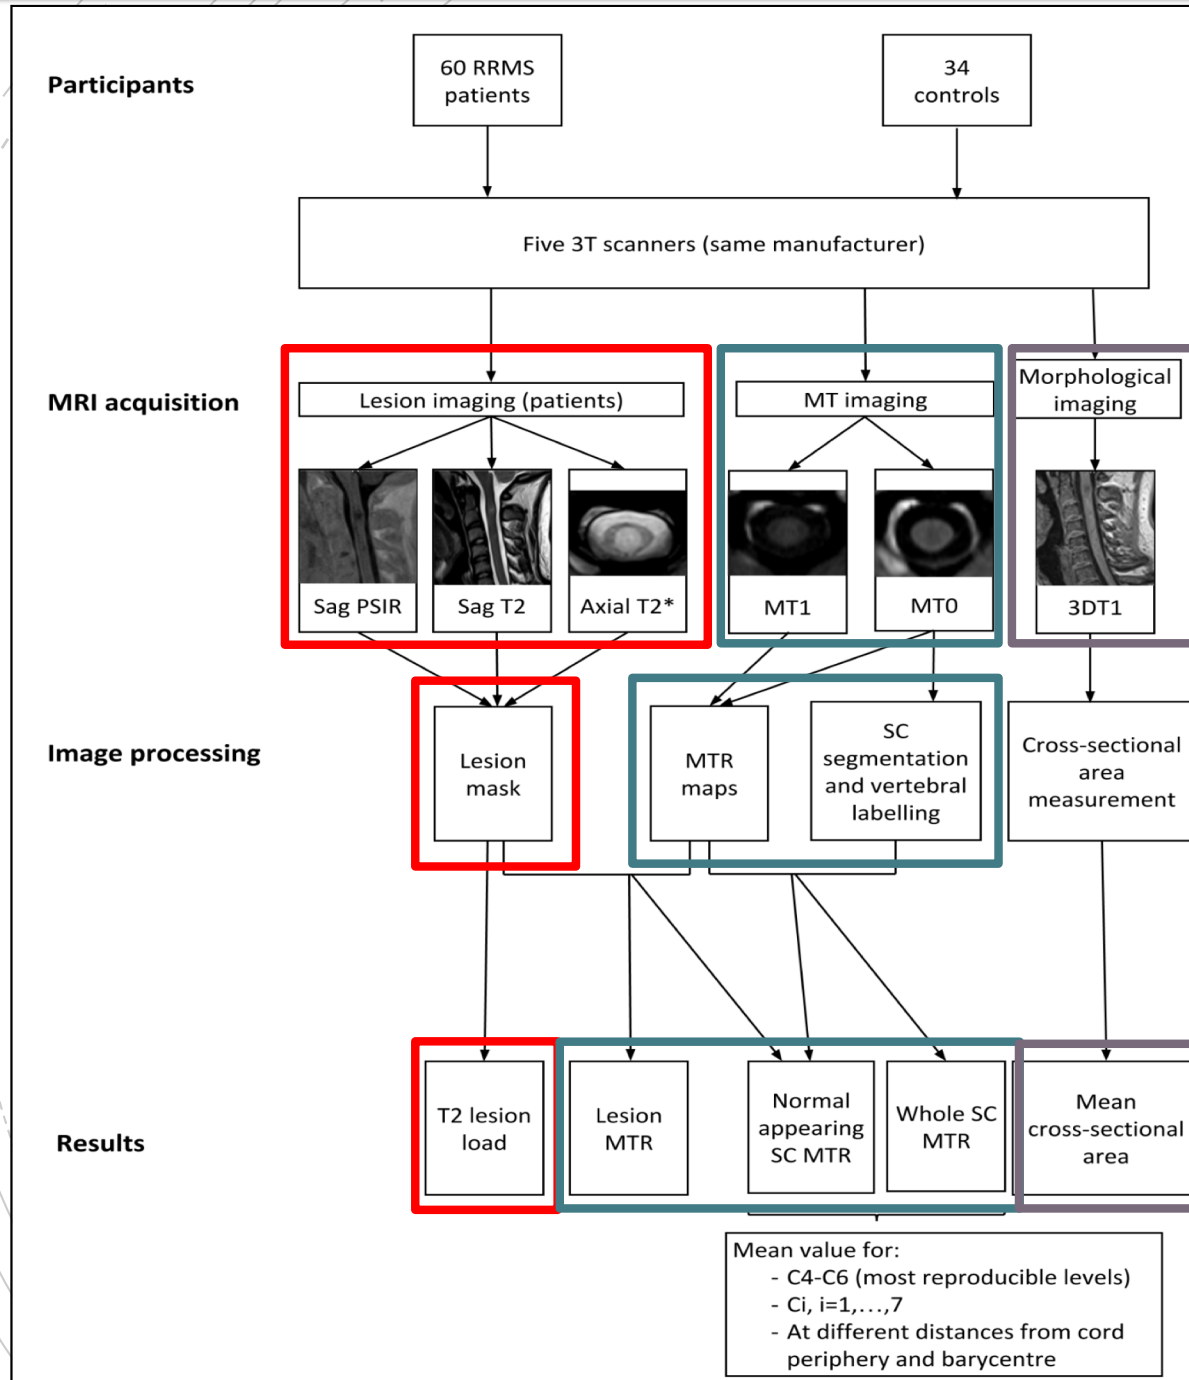 Participants
60 RRMS
patients
34
controls
Five 3T scanners (same manufacturer)
MRI acquisition
Lesion imaging (patients)
MT imaging
Morphological
imaging
Sag PSIR
Sag T2
Axial T2*
MT1
MT0
3DT1
Image processing
Lesion
mask
MTR
maps
SC
segmentation
and vertebral
labelling
Cross-sectional
area
measurement
Results
T2 lesion
load
Lesion
MTR
Normal
appearing
SC MTR
Whole SC
MTR
Mean
cross-sectional
area
Mean value for:
- C4-C6 (most reproducible levels)
- Ci, i=1,...,7
- At different distances from cord
periphery and barycentre